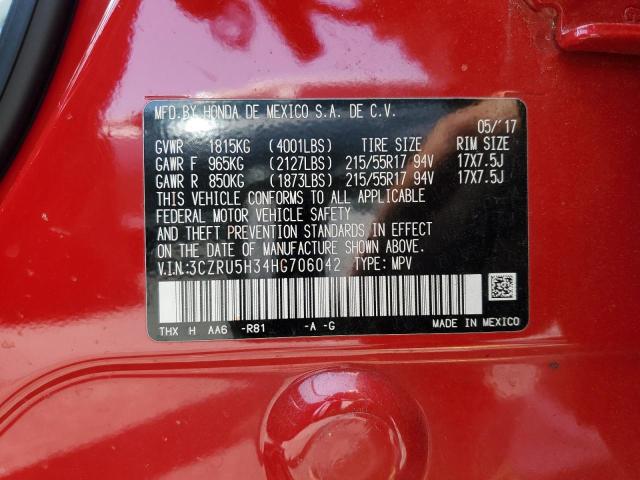 MFD.BY HONDA DE MEXICO S.A. DE C.V.
05/'17
GVWR 1815KG (4001LBS) TIRE SIZE RIM SIZE
GAWR F 965KG (2127LBS) 215/55R17 94V 17X7.5J
GAWR R 850KG (1873LBS) 215/55R17 94V 17X7.5J
THIS VEHICLE CONFORMS TO ALL APPLICABLE
FEDERAL MOTOR VEHICLE SAFETY
AND THEFT PREVENTION STANDARDS IN EFFECT
ON THE DATE OF MANUFACTURE SHOWN ABOVE.
V.I.N:3CZRU5H34HG706042 TYPE: MPV
THX H AA6 -R81 -A -G MADE IN MEXICO